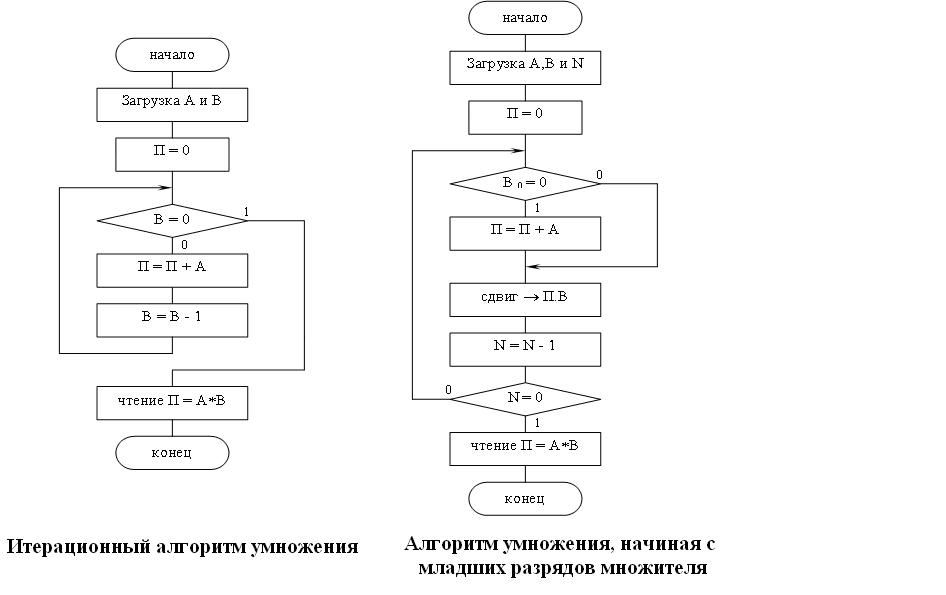 начало
Загрузка А и В
П = 0
В = 0
1
0
П = П + А
В = В - 1
чтение П = А*В
конец
Итерационный алгоритм умножения
начало
Загрузка А,В и N
П = 0
В 0 = 0
0
1
П = П + А
сдвиг → П.В
N = N - 1
0
N= 0
1
чтение П = А*В
конец
Алгоритм умножения, начиная с
младших разрядов множителя